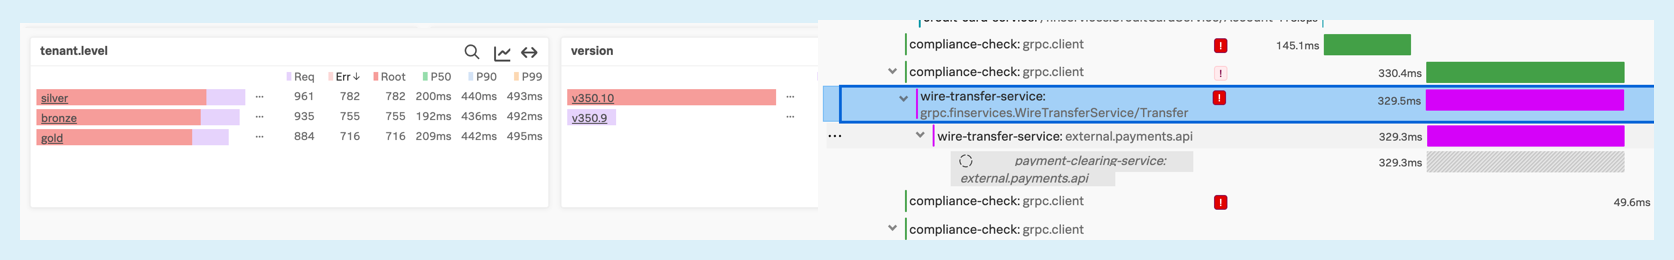 tenant.level
Req Err↓ Root P50 P90 P99
silver ... 961 782 782 200ms 440ms 493ms
bronze ... 935 755 755 192ms 436ms 492ms
gold ... 884 716 716 209ms 442ms 495ms
version
v350.10 ...
v350.9 ...
compliance-check: grpc.client ! 145.1ms
compliance-check: grpc.client ! 330.4ms
wire-transfer-service: ! 329.5ms
grpc.finservices.WireTransferService/Transfer
... wire-transfer-service: external.payments.api 329.3ms
payment-clearing-service: 329.3ms
external.payments.api
compliance-check: grpc.client ! 49.6ms
compliance-check: grpc.client